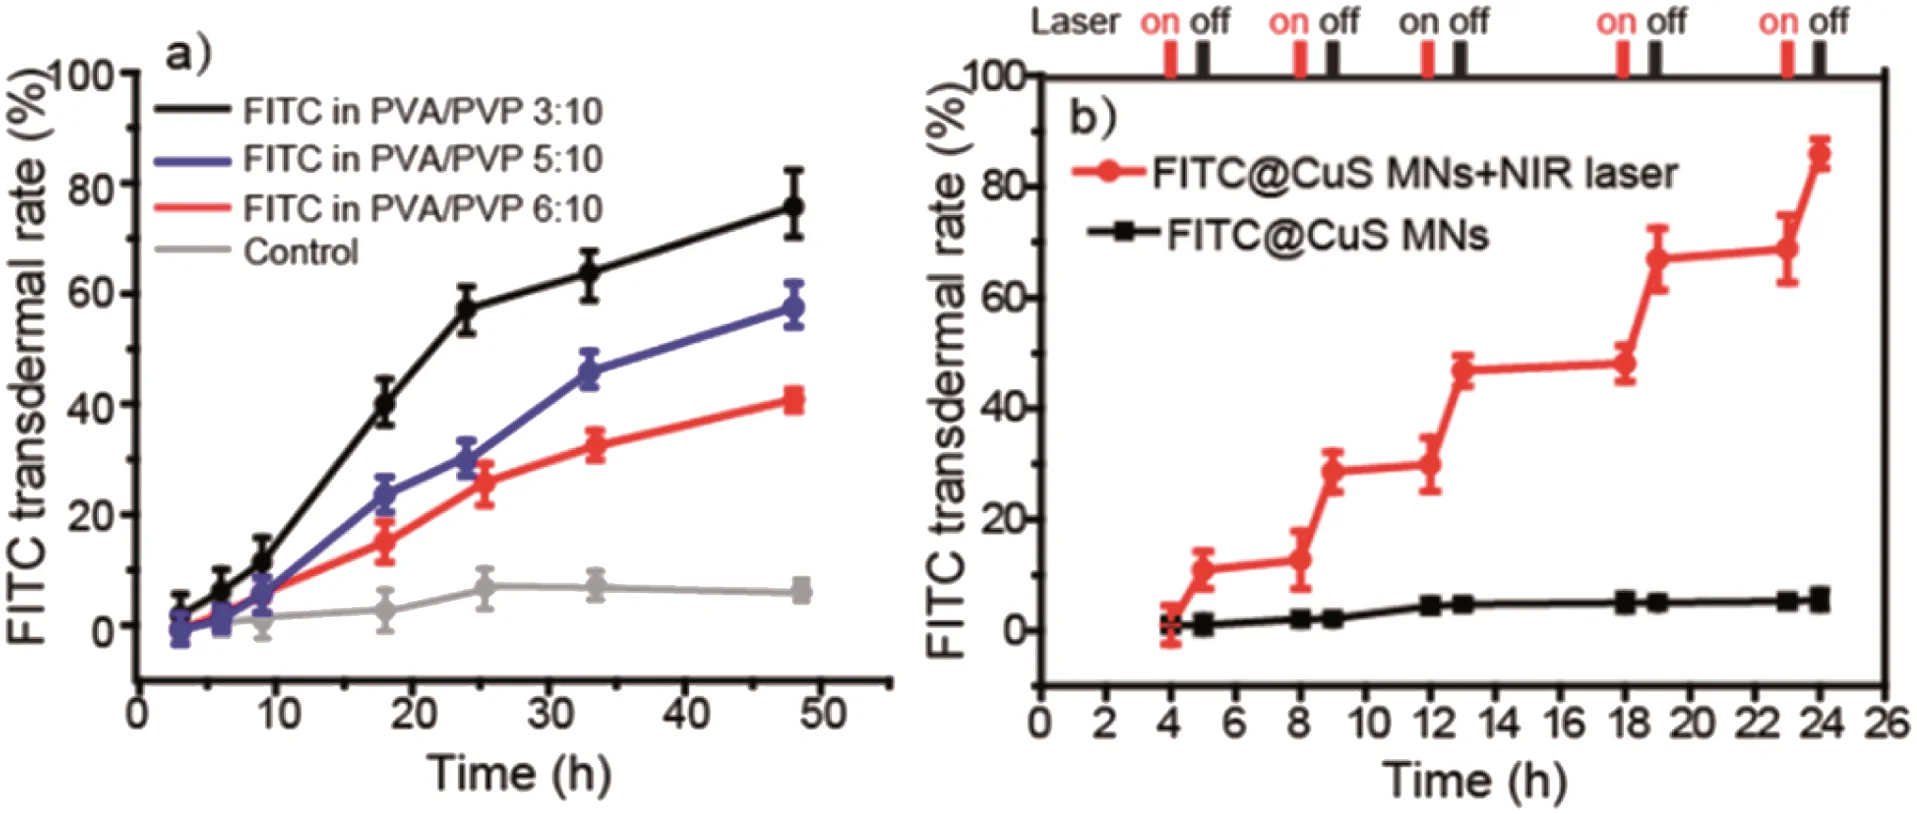 a)
FITC transdermal rate (%)
100
80
60
40
20
0
FITC in PVA/PVP 3:10
FITC in PVA/PVP 5:10
FITC in PVA/PVP 6:10
Control
0 10 20 30 40 50
Time (h)
Laser on off on off on off on off on off
b)
FITC transdermal rate (%)
100
80
60
40
20
0
FITC@CuS MNs+NIR laser
FITC@CuS MNs
0 2 4 6 8 10 12 14 16 18 20 22 24 26
Time (h)